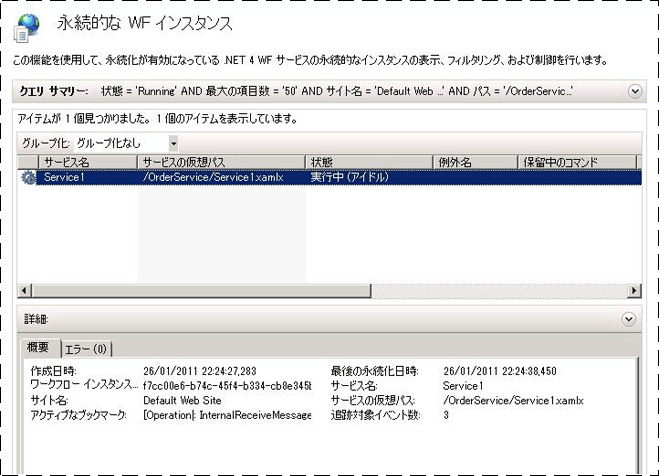 永続的な WF インスタンス
この機能を使用して、永続化が有効になっている .NET 4 WF サービスの永続的なインスタンスの表示、フィルタリング、および制御を行います。
クエリ サマリー: 状態 = 'Running' AND 最大の項目数 = '50' AND サイト名 = 'Default Web ...' AND パス = '/OrderServic...'
アイテムが 1 個見つかりました。 1 個のアイテムを表示しています。
グループ化: グループ化なし
サービス名 サービスの仮想パス 状態 例外名 保留中のコマンド
Service1 /OrderService/Service1.xamlx 実行中 (アイドル)
詳細:
概要 エラー (0)
作成日時: 26/01/2011 22:24:27,283 最後の永続化日時: 26/01/2011 22:24:38,450
ワークフロー インスタンス... f7cc00e6-b74c-45f4-b334-cb8e345b サービス名: Service1
サイト名: Default Web Site サービスの仮想パス: /OrderService/Service1.xamlx
アクティブなブックマーク: [Operation]: InternalReceiveMessage 追跡対象イベント数: 3